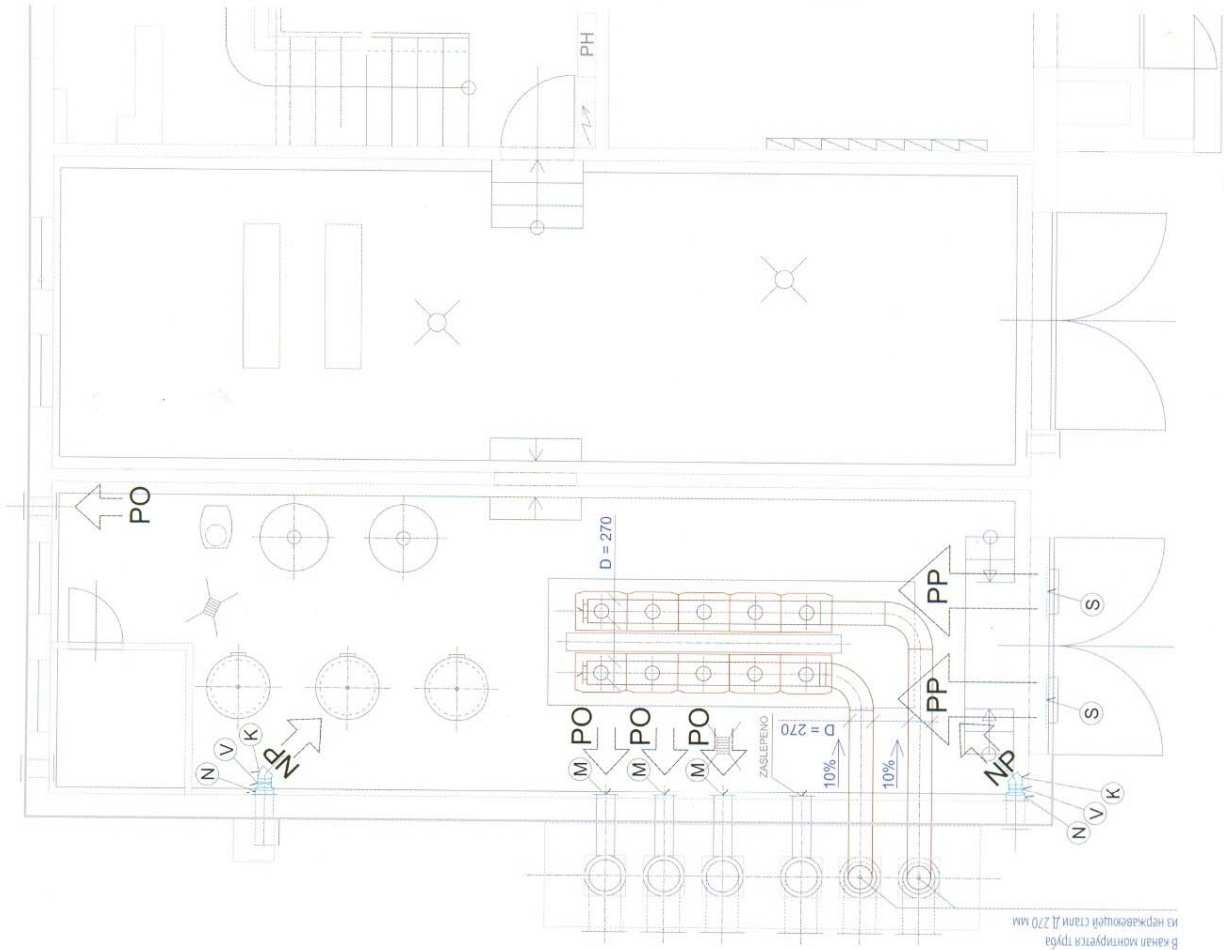 PH
PO
D = 270
N
V
K
NP
PO
PO
PO
M
M
M
ZASLEPENO
D = 270
10%
10%
PP
PP
NP
N
V
K
S
S
В канал монтируется труба
из нержавеющей стали Д 270 мм